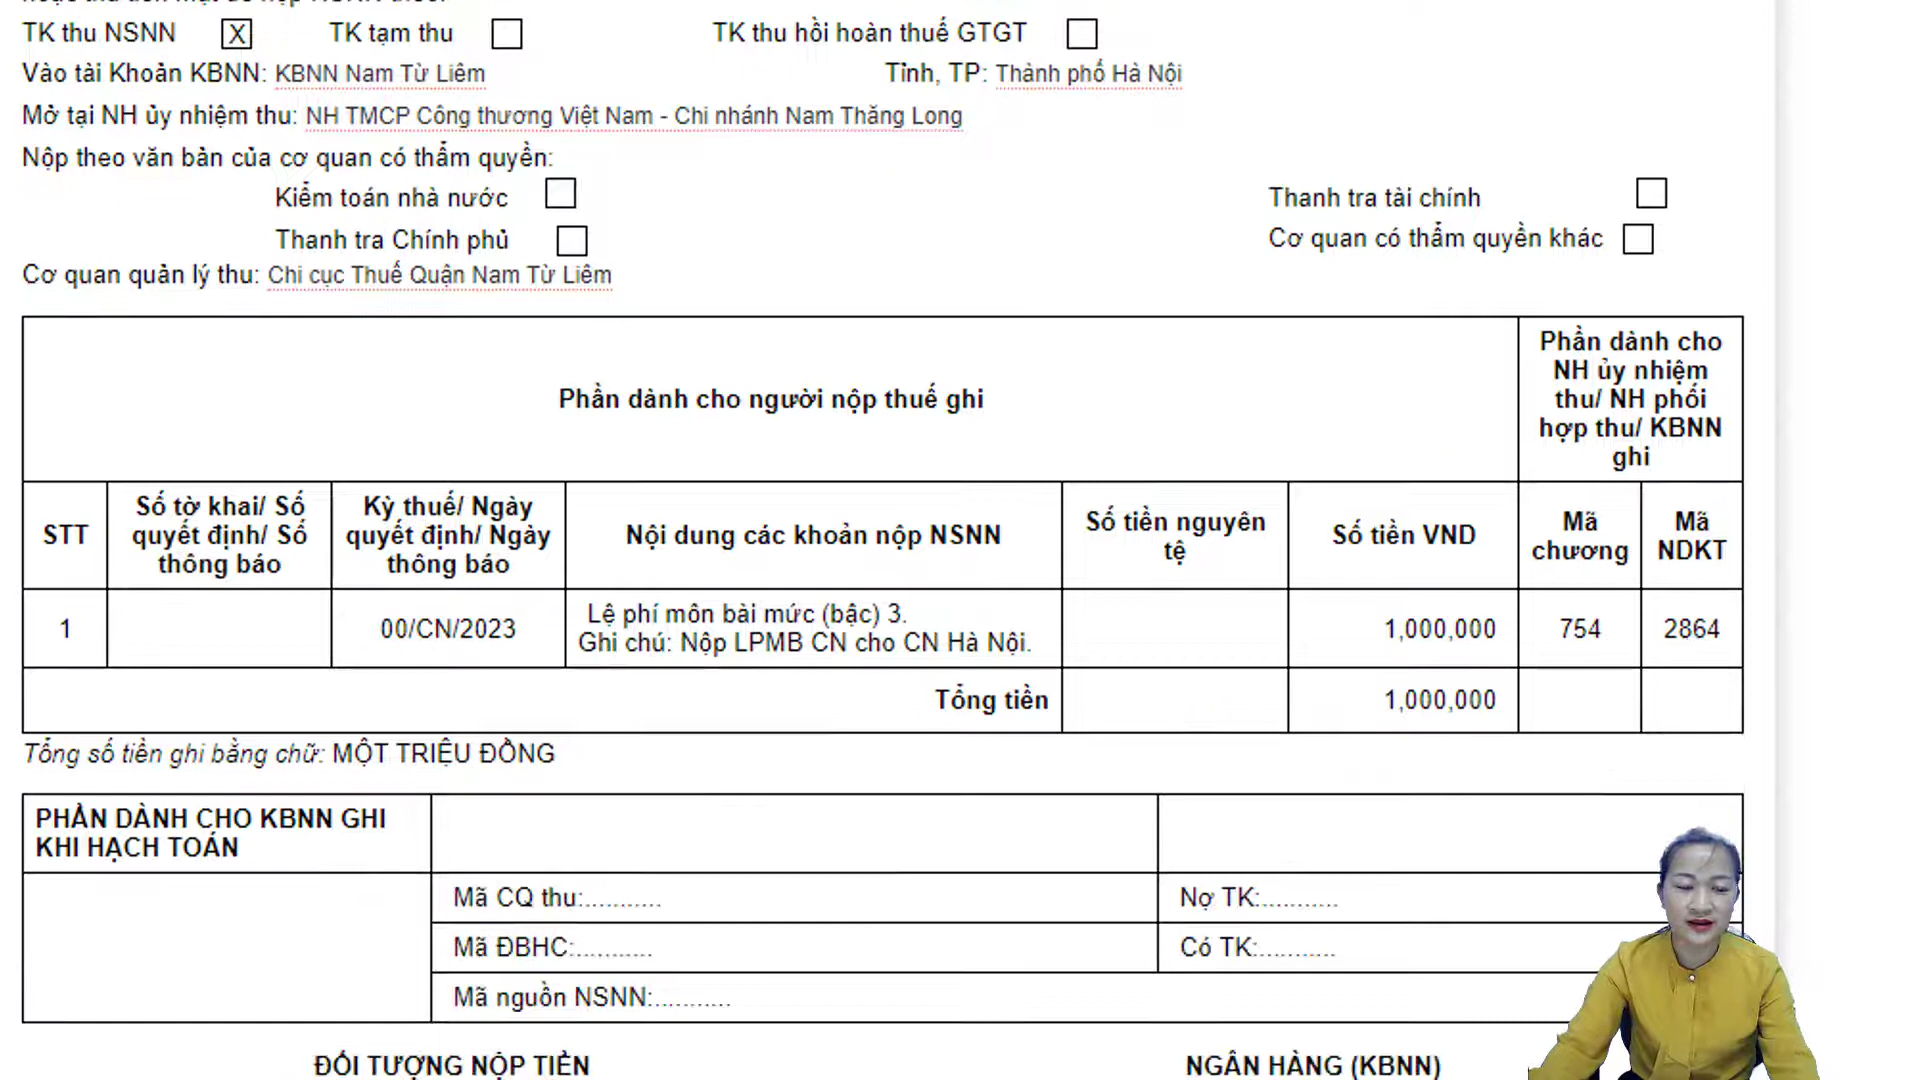 TK thu NSNN X TK tạm thu TK thu hồi hoàn thuế GTGT
Vào tài Khoản KBNN: KBNN Nam Từ Liêm Tỉnh, TP: Thành phố Hà Nội
Mở tại NH ủy nhiệm thu: NH TMCP Công thương Việt Nam - Chi nhánh Nam Thăng Long
Nộp theo văn bản của cơ quan có thẩm quyền:
Kiểm toán nhà nước Thanh tra tài chính
Thanh tra Chính phủ Cơ quan có thẩm quyền khác
Cơ quan quản lý thu: Chi cục Thuế Quận Nam Từ Liêm
Phần dành cho người nộp thuế ghi
Phần dành cho
NH ủy nhiệm
thu/ NH phối
hợp thu/ KBNN
ghi
STT
Số tờ khai/ Số
quyết định/ Số
thông báo
Kỳ thuế/ Ngày
quyết định/ Ngày
thông báo
Nội dung các khoản nộp NSNN
Số tiền nguyên
tệ
Số tiền VND
Mã
chương
Mã
NDKT
1
00/CN/2023
Lệ phí môn bài mức (bậc) 3.
Ghi chú: Nộp LPMB CN cho CN Hà Nội.
1,000,000
754
2864
Tổng tiền
1,000,000
Tổng số tiền ghi bằng chữ: MỘT TRIỆU ĐỒNG
PHẦN DÀNH CHO KBNN GHI
KHI HẠCH TOÁN
Mã CQ thu:........... Nợ TK:...........
Mã ĐBHC:........... Có TK:...........
Mã nguồn NSNN:...........
ĐỐI TƯỢNG NỘP TIỀN NGÂN HÀNG (KBNN)